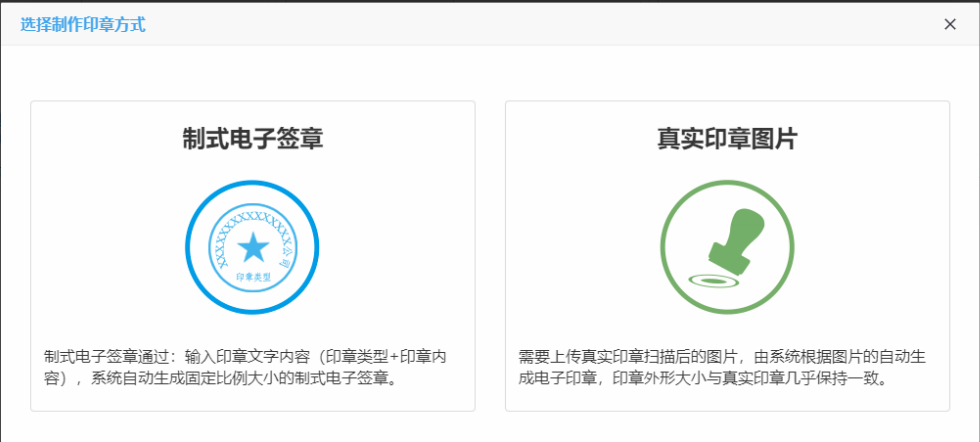 选择制作印章方式
制式电子签章
XXXXXXXXXXXXXX公司
印章类型
制式电子签章通过：输入印章文字内容（印章类型+印章内
容），系统自动生成固定比例大小的制式电子签章。
真实印章图片
需要上传真实印章扫描后的图片，由系统根据图片的自动生
成电子印章，印章外形大小与真实印章几乎保持一致。